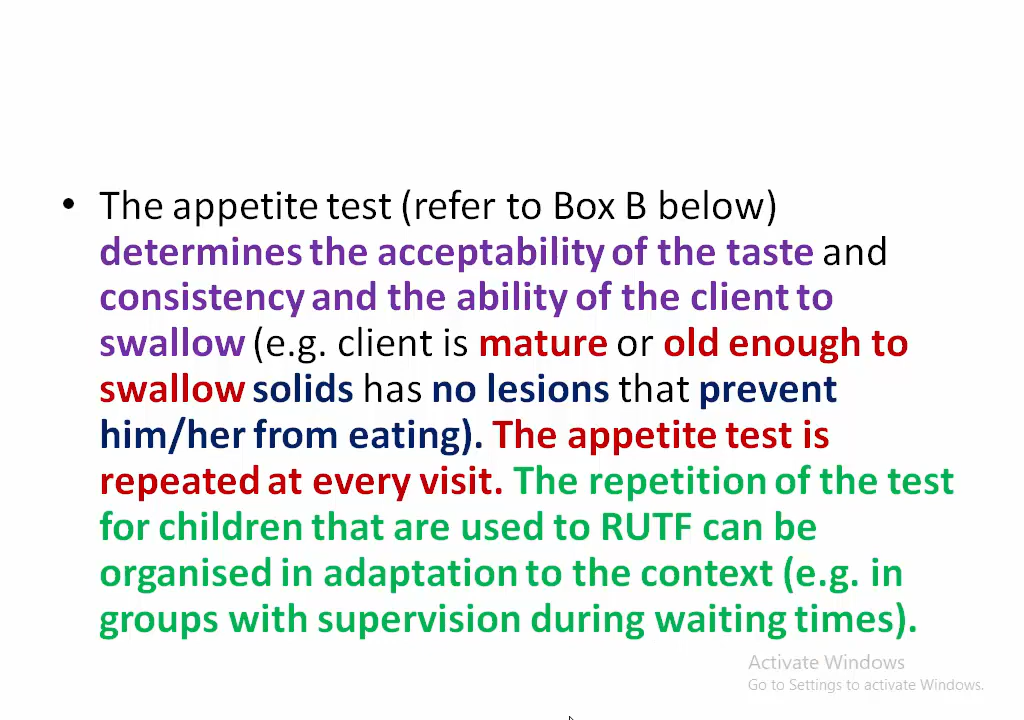 • The appetite test (refer to Box B below)
determines the acceptability of the taste and
consistency and the ability of the client to
swallow (e.g. client is mature or old enough to
swallow solids has no lesions that prevent
him/her from eating). The appetite test is
repeated at every visit. The repetition of the test
for children that are used to RUTF can be
organised in adaptation to the context (e.g. in
groups with supervision during waiting times).
Activate Windows
Go to Settings to activate Windows.